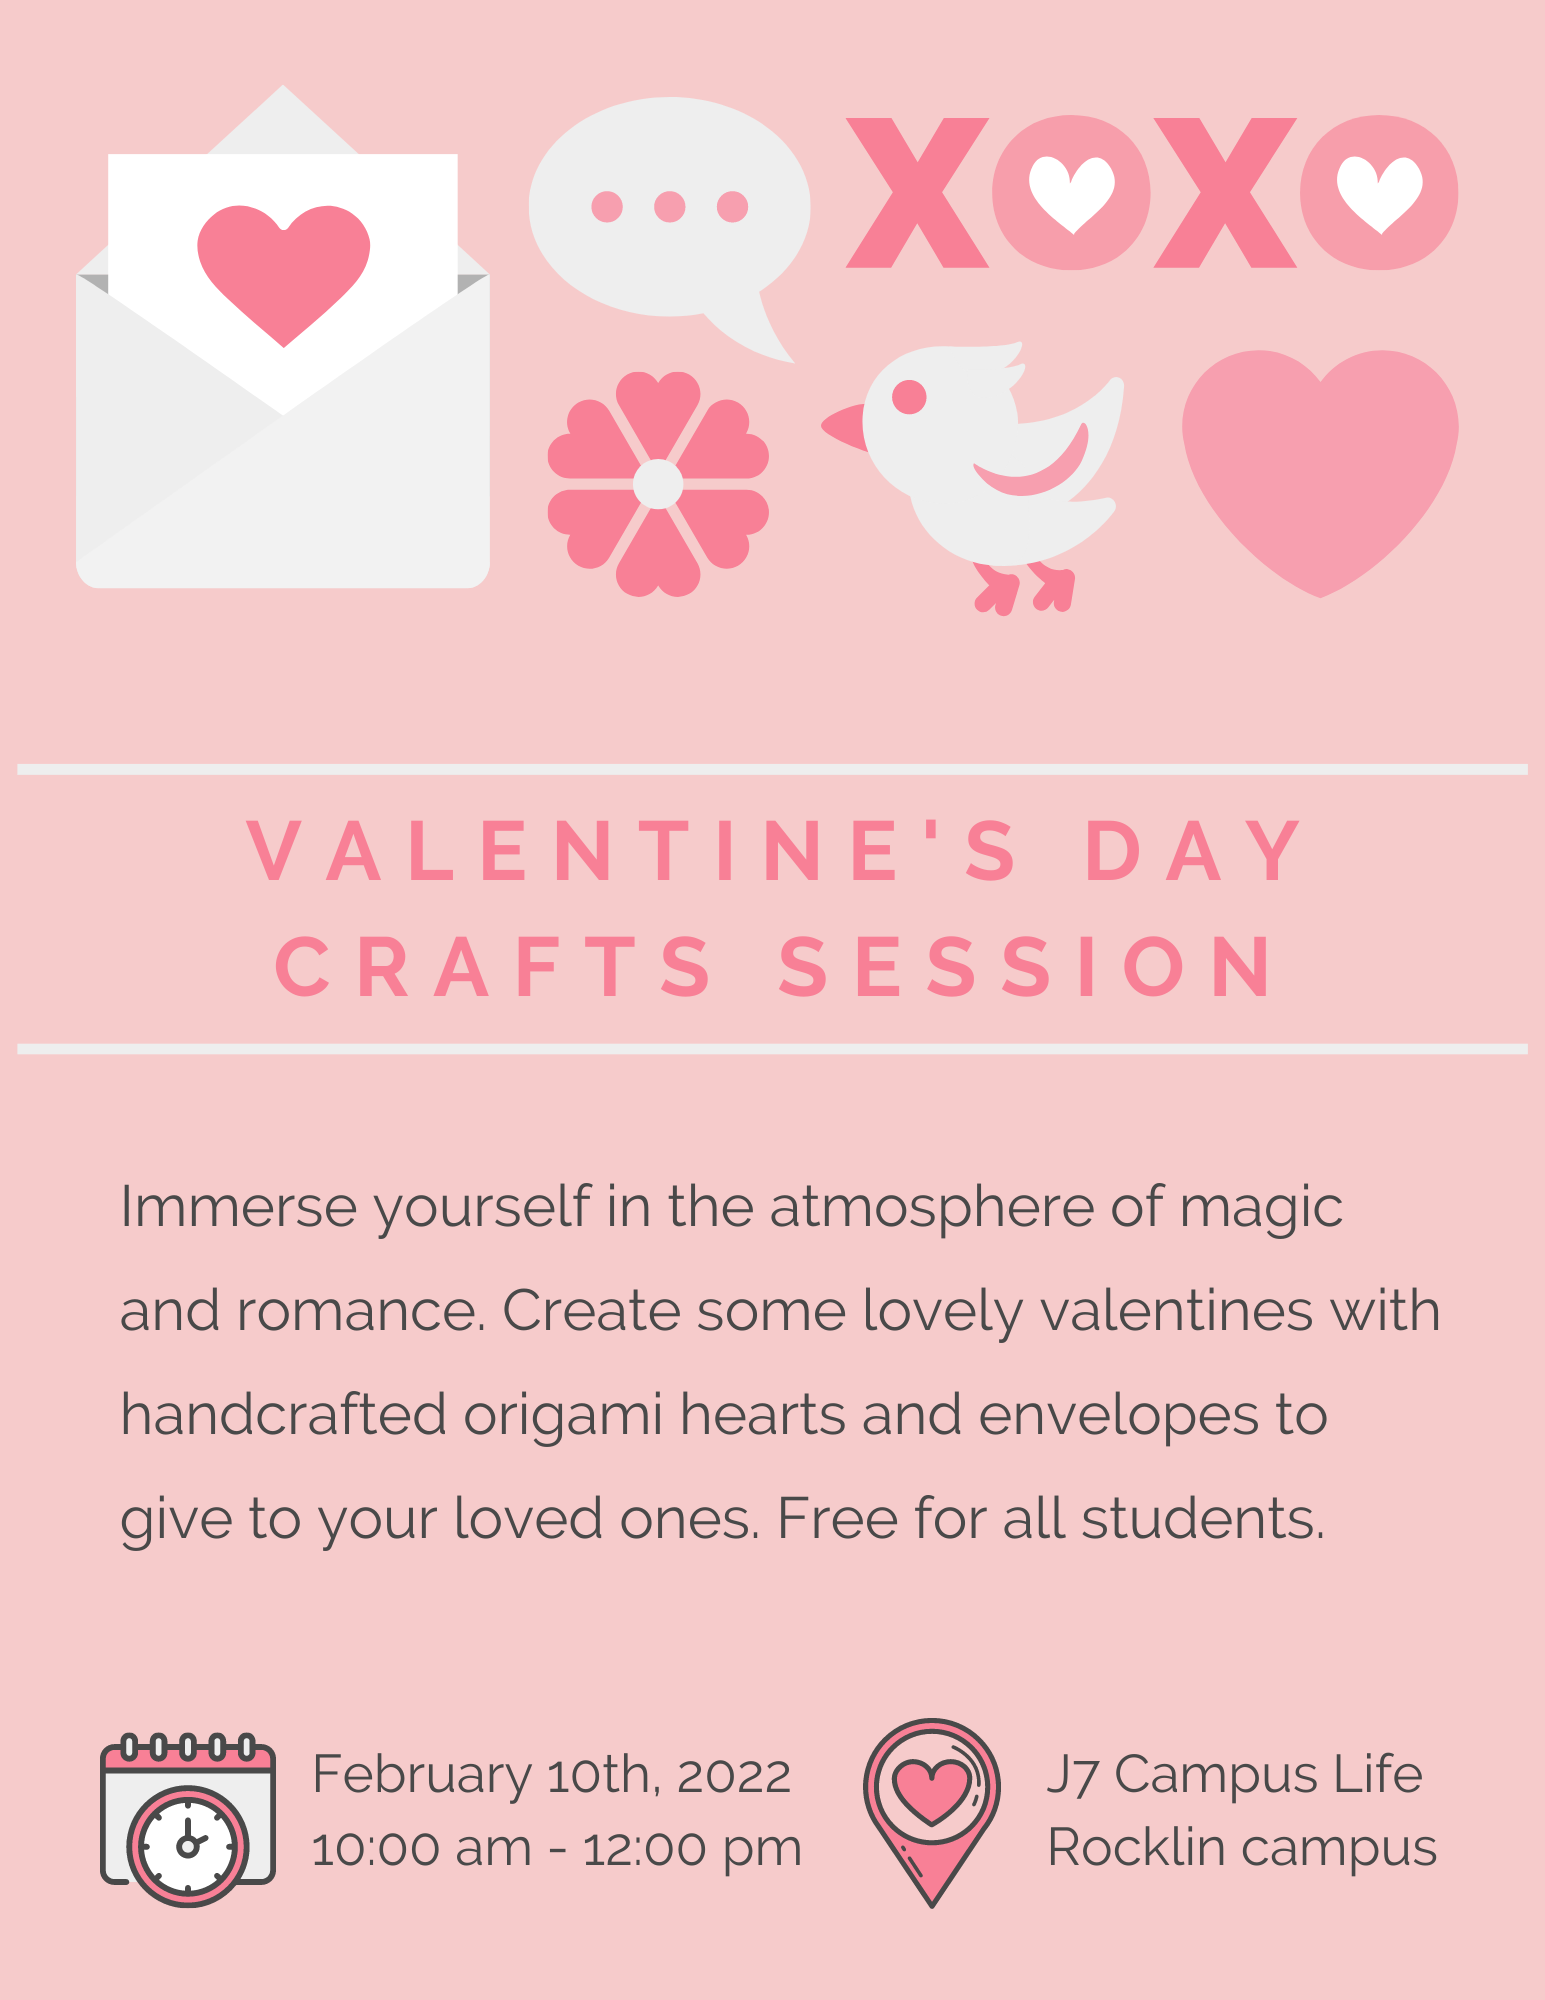 XOXO
VALENTINE'S DAY
CRAFTS SESSION
Immerse yourself in the atmosphere of magic
and romance. Create some lovely valentines with
handcrafted origami hearts and envelopes to
give to your loved ones. Free for all students.
February 10th, 2022
10:00 am - 12:00 pm
J7 Campus Life
Rocklin campus